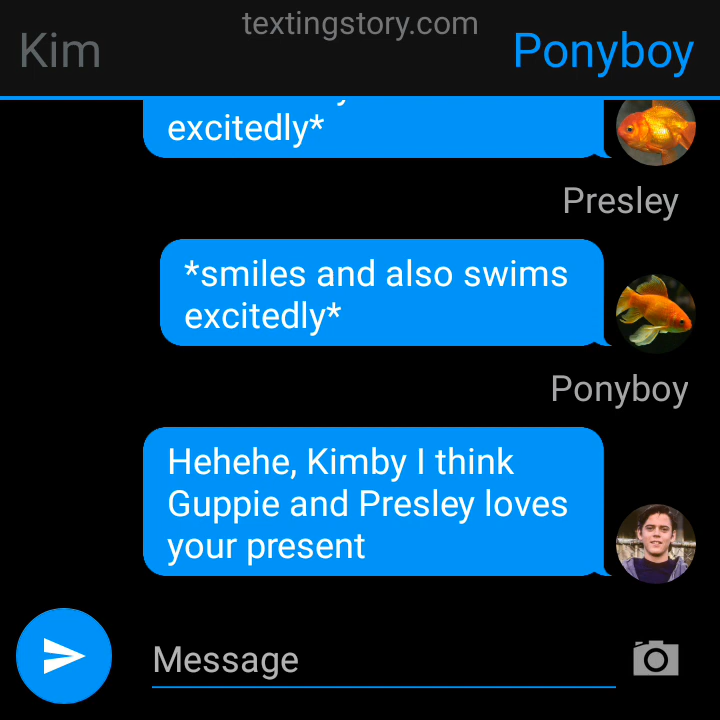 textingstory.com
Kim
Ponyboy
excitedly*
Presley
*smiles and also swims
excitedly*
Ponyboy
Hehehe, Kimby I think
Guppie and Presley loves
your present
Message